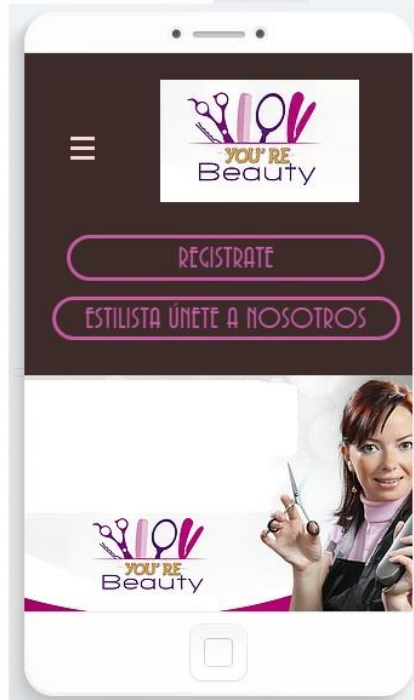 YOU' RE
Beauty
REGISTRATE
ESTILISTA ÚNETE A NOSOTROS
YOU' RE
Beauty